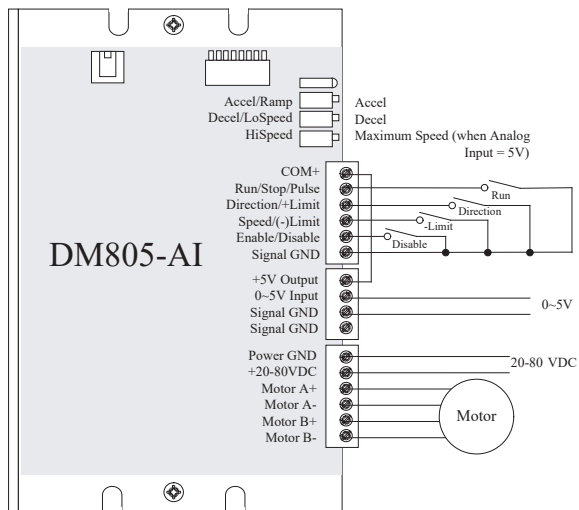 Accel/Ramp
Accel
Decel/LoSpeed
Decel
HiSpeed
Maximum Speed (when Analog
Input = 5V)
COM+
Run/Stop/Pulse
Run
Direction/+Limit
Direction
Speed/(-)Limit
-Limit
Enable/Disable
Disable
Signal GND
DM805-AI
+5V Output
0~5V Input
0~5V
Signal GND
Signal GND
Power GND
20-80 VDC
+20-80VDC
Motor A+
Motor A-
Motor
Motor B+
Motor B-